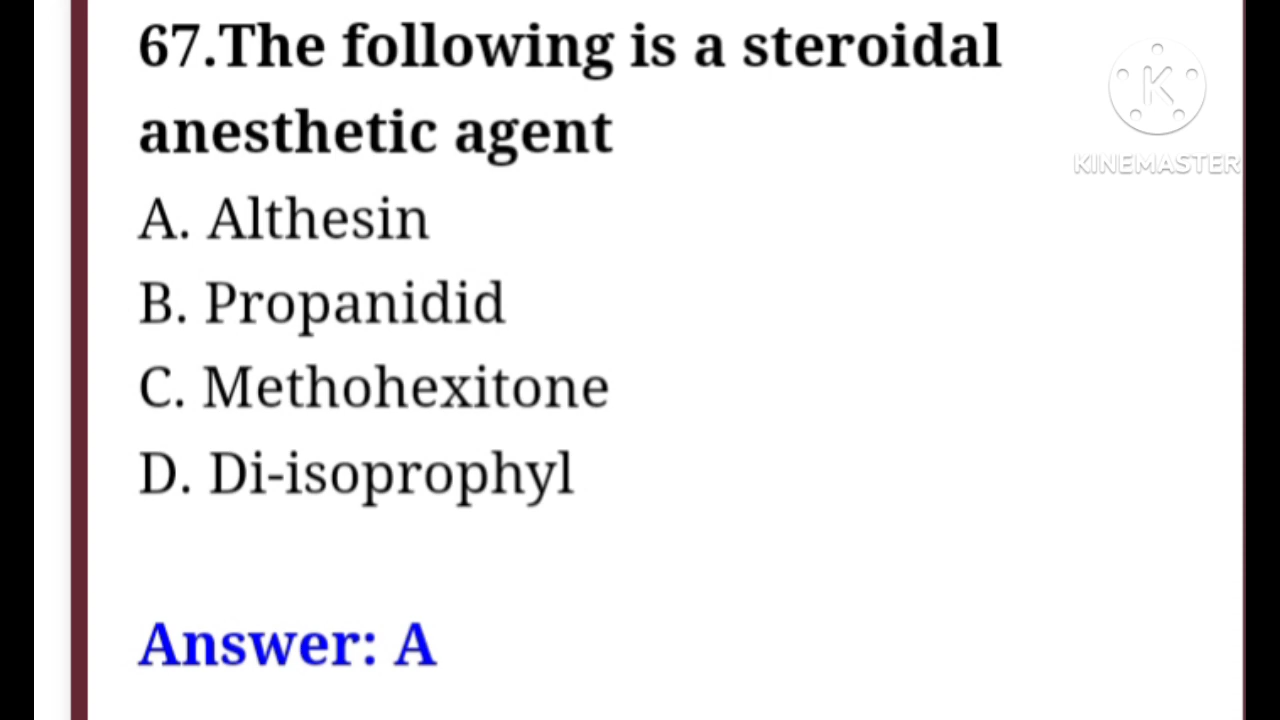 67.The following is a steroidal
anesthetic agent
A. Althesin
B. Propanidid
C. Methohexitone
D. Di-isoprophyl
Answer: A
K
KINEMASTER